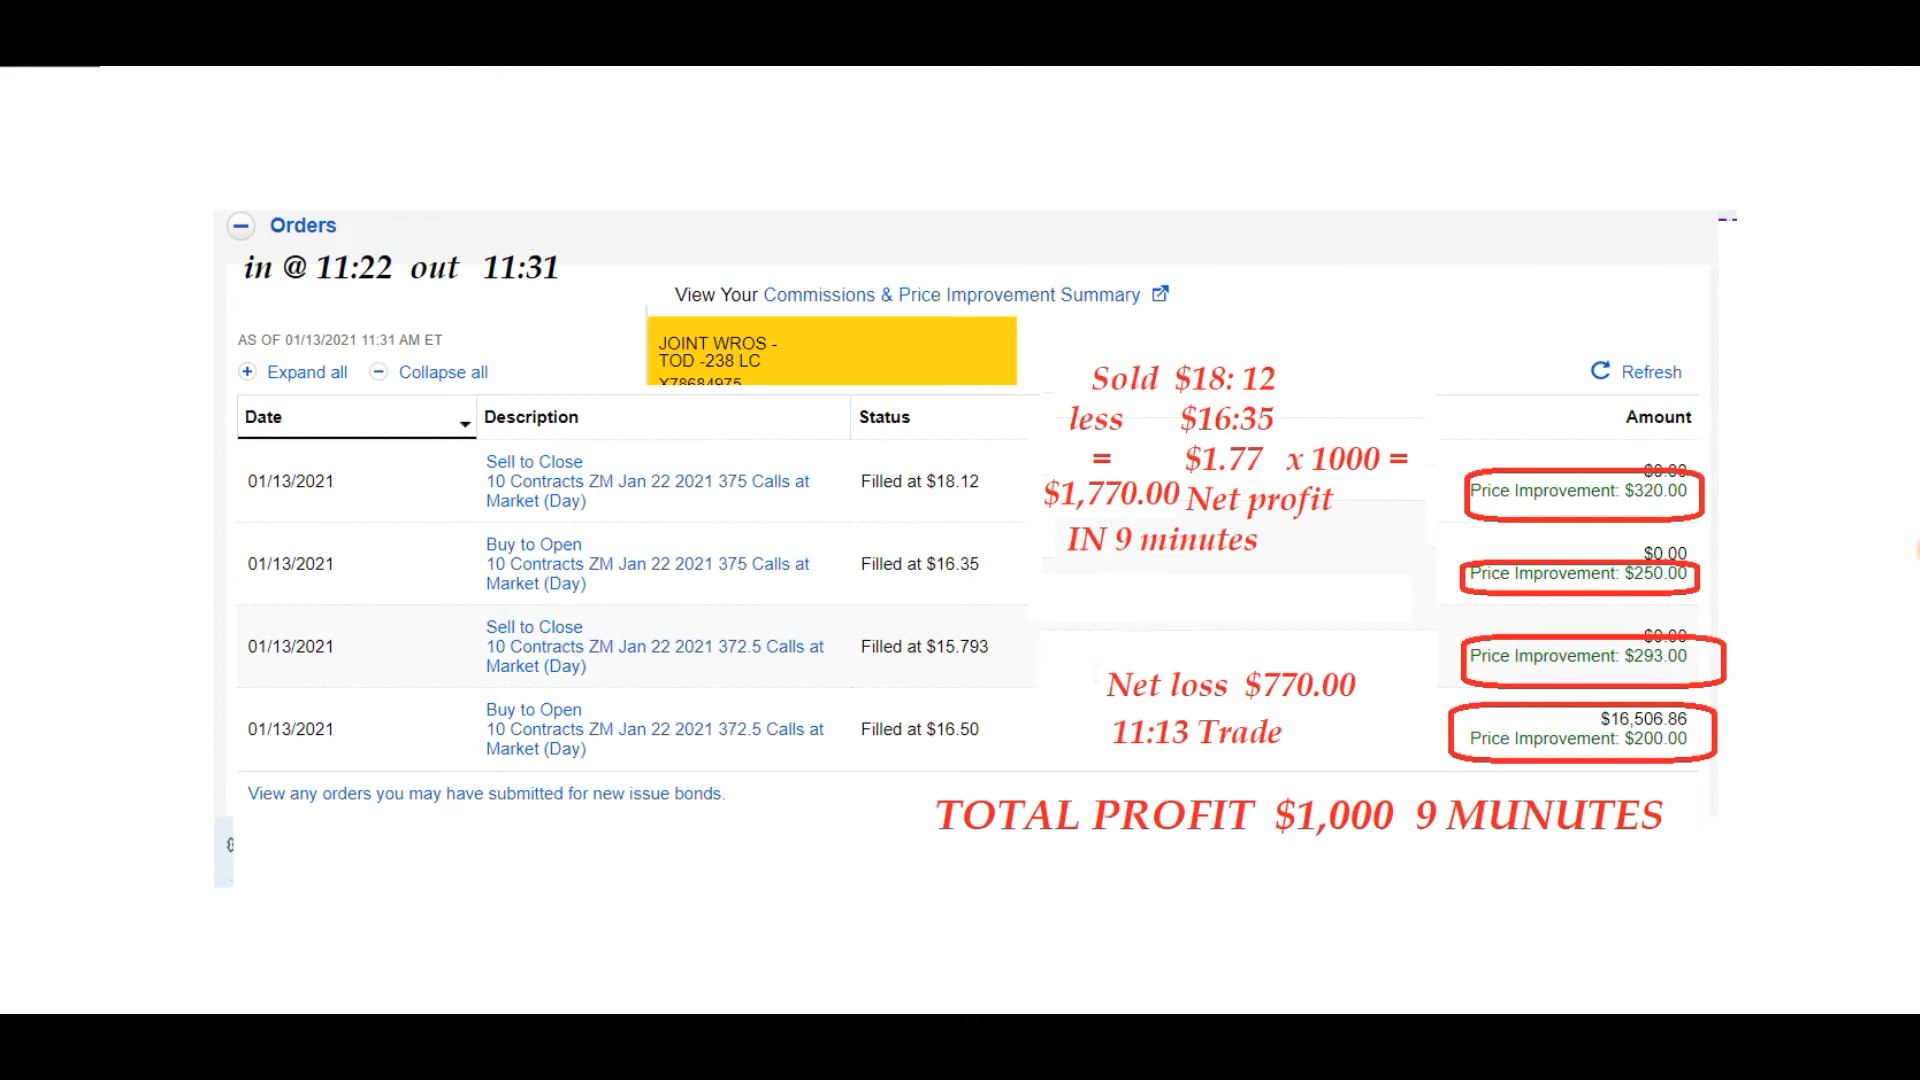 Orders
in @ 11:22 out 11:31
View Your Commissions & Price Improvement Summary
AS OF 01/13/2021 11:31 AM ET
JOINT WROS -
TOD -238 LC
X78684975
Expand all Collapse all
Refresh
Sold $18: 12
less $16:35
= $1.77 x 1000 =
$1,770.00 Net profit
IN 9 minutes
Date Description Status Amount
01/13/2021
Sell to Close
10 Contracts ZM Jan 22 2021 375 Calls at
Market (Day)
Filled at $18.12
$0.00
Price Improvement: $320.00
01/13/2021
Buy to Open
10 Contracts ZM Jan 22 2021 375 Calls at
Market (Day)
Filled at $16.35
$0.00
Price Improvement: $250.00
01/13/2021
Sell to Close
10 Contracts ZM Jan 22 2021 372.5 Calls at
Market (Day)
Filled at $15.793
$0.00
Price Improvement: $293.00
Net loss $770.00
11:13 Trade
01/13/2021
Buy to Open
10 Contracts ZM Jan 22 2021 372.5 Calls at
Market (Day)
Filled at $16.50
$16,506.86
Price Improvement: $200.00
View any orders you may have submitted for new issue bonds.
TOTAL PROFIT $1,000 9 MUNUTES